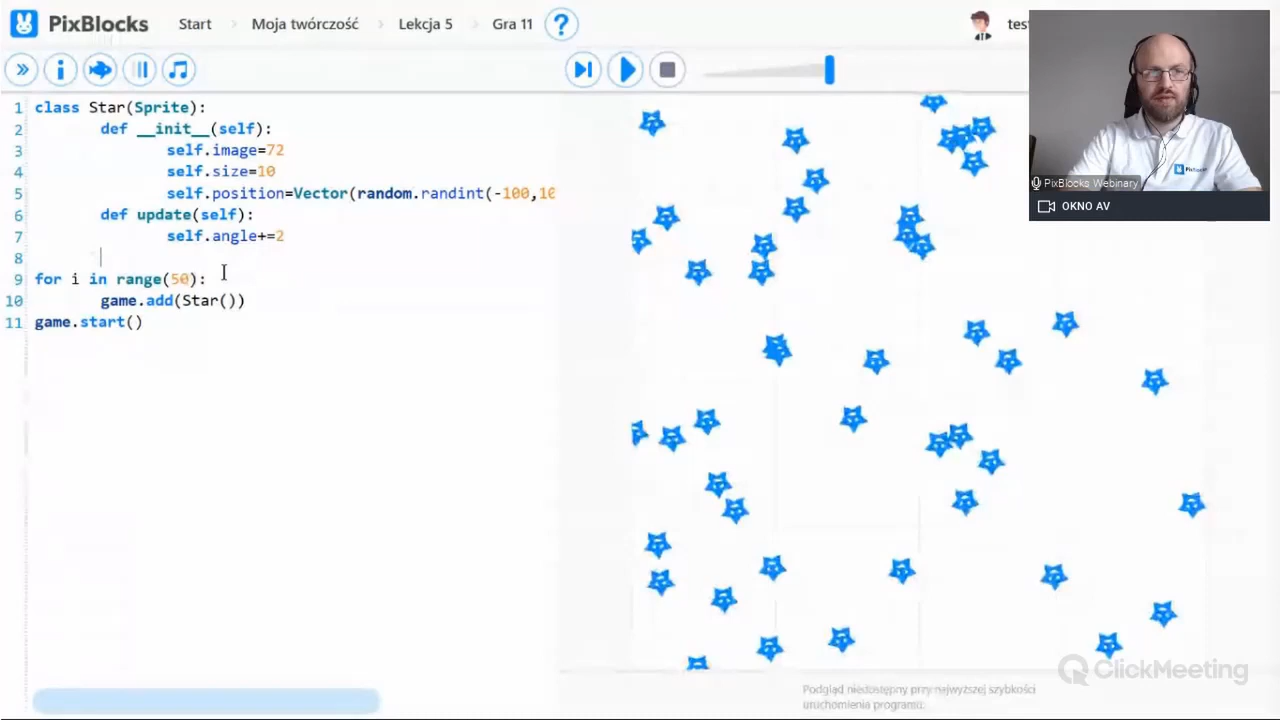 PixBlocks
Start
Moja twórczość
Lekcja 5
Gra 11
?
tes
1 class Star(Sprite):
2 def __init__(self):
3 self.image=72
4 self.size=10
5 self.position=Vector(random.randint(-100,10
6 def update(self):
7 self.angle+=2
8
9 for i in range(50):
10 game.add(Star())
11 game.start()
PixBlocks Webinary
OKNO AV
Podgląd niedostępny przy najwyższej szybkości
uruchomienia programu.
ClickMeeting